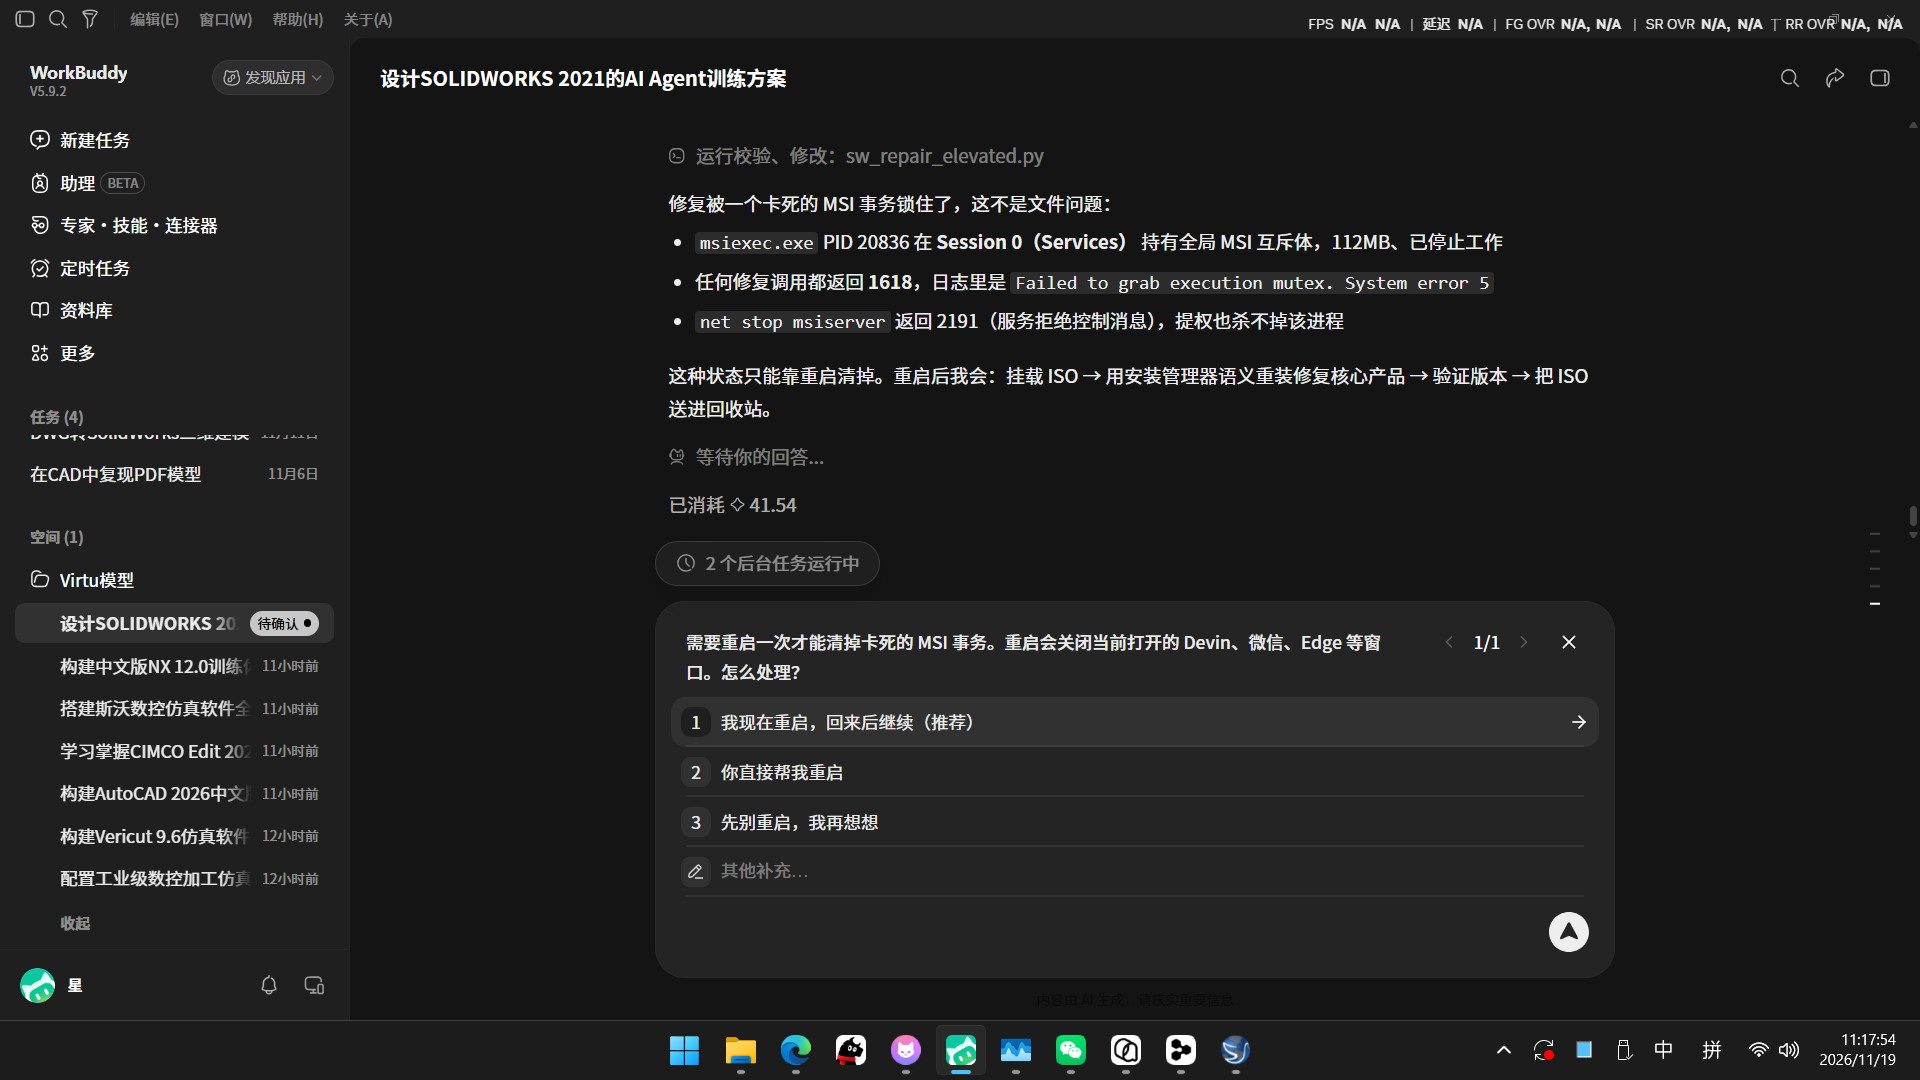 编辑(E) 窗口(W) 帮助(H) 关于(A)
FPS N/A N/A | 延迟 N/A | FG OVR N/A, N/A | SR OVR N/A, N/A | RR OVR N/A, N/A
WorkBuddy
V5.9.2
发现应用
新建任务
助理 BETA
专家・技能・连接器
定时任务
资料库
更多
任务 (4)
在CAD中复现PDF模型 11月6日
空间 (1)
Virtu模型
设计SOLIDWORKS 20 待确认
构建中文版NX 12.0训练 11小时前
搭建斯沃数控仿真软件全 11小时前
学习掌握CIMCO Edit 202 11小时前
构建AutoCAD 2026中文 11小时前
构建Vericut 9.6仿真软件 12小时前
配置工业级数控加工仿真 12小时前
收起
星
设计SOLIDWORKS 2021的AI Agent训练方案
运行校验、修改：sw_repair_elevated.py
修复被一个卡死的 MSI 事务锁住了，这不是文件问题：
• msiexec.exe PID 20836 在 Session 0（Services） 持有全局 MSI 互斥体，112MB、已停止工作
• 任何修复调用都返回 1618，日志里是 Failed to grab execution mutex. System error 5
• net stop msiserver 返回 2191（服务拒绝控制消息），提权也杀不掉该进程
这种状态只能靠重启清掉。重启后我会：挂载 ISO → 用安装管理器语义重装修复核心产品 → 验证版本 → 把 ISO
送进回收站。
等待你的回答...
已消耗 41.54
2 个后台任务运行中
需要重启一次才能清掉卡死的 MSI 事务。重启会关闭当前打开的 Devin、微信、Edge 等窗
口。怎么处理？
1/1
1 我现在重启，回来后继续（推荐）
2 你直接帮我重启
3 先别重启，我再想想
其他补充…
内容由 AI 生成，请核实重要信息
中 拼
11:17:54
2026/11/19